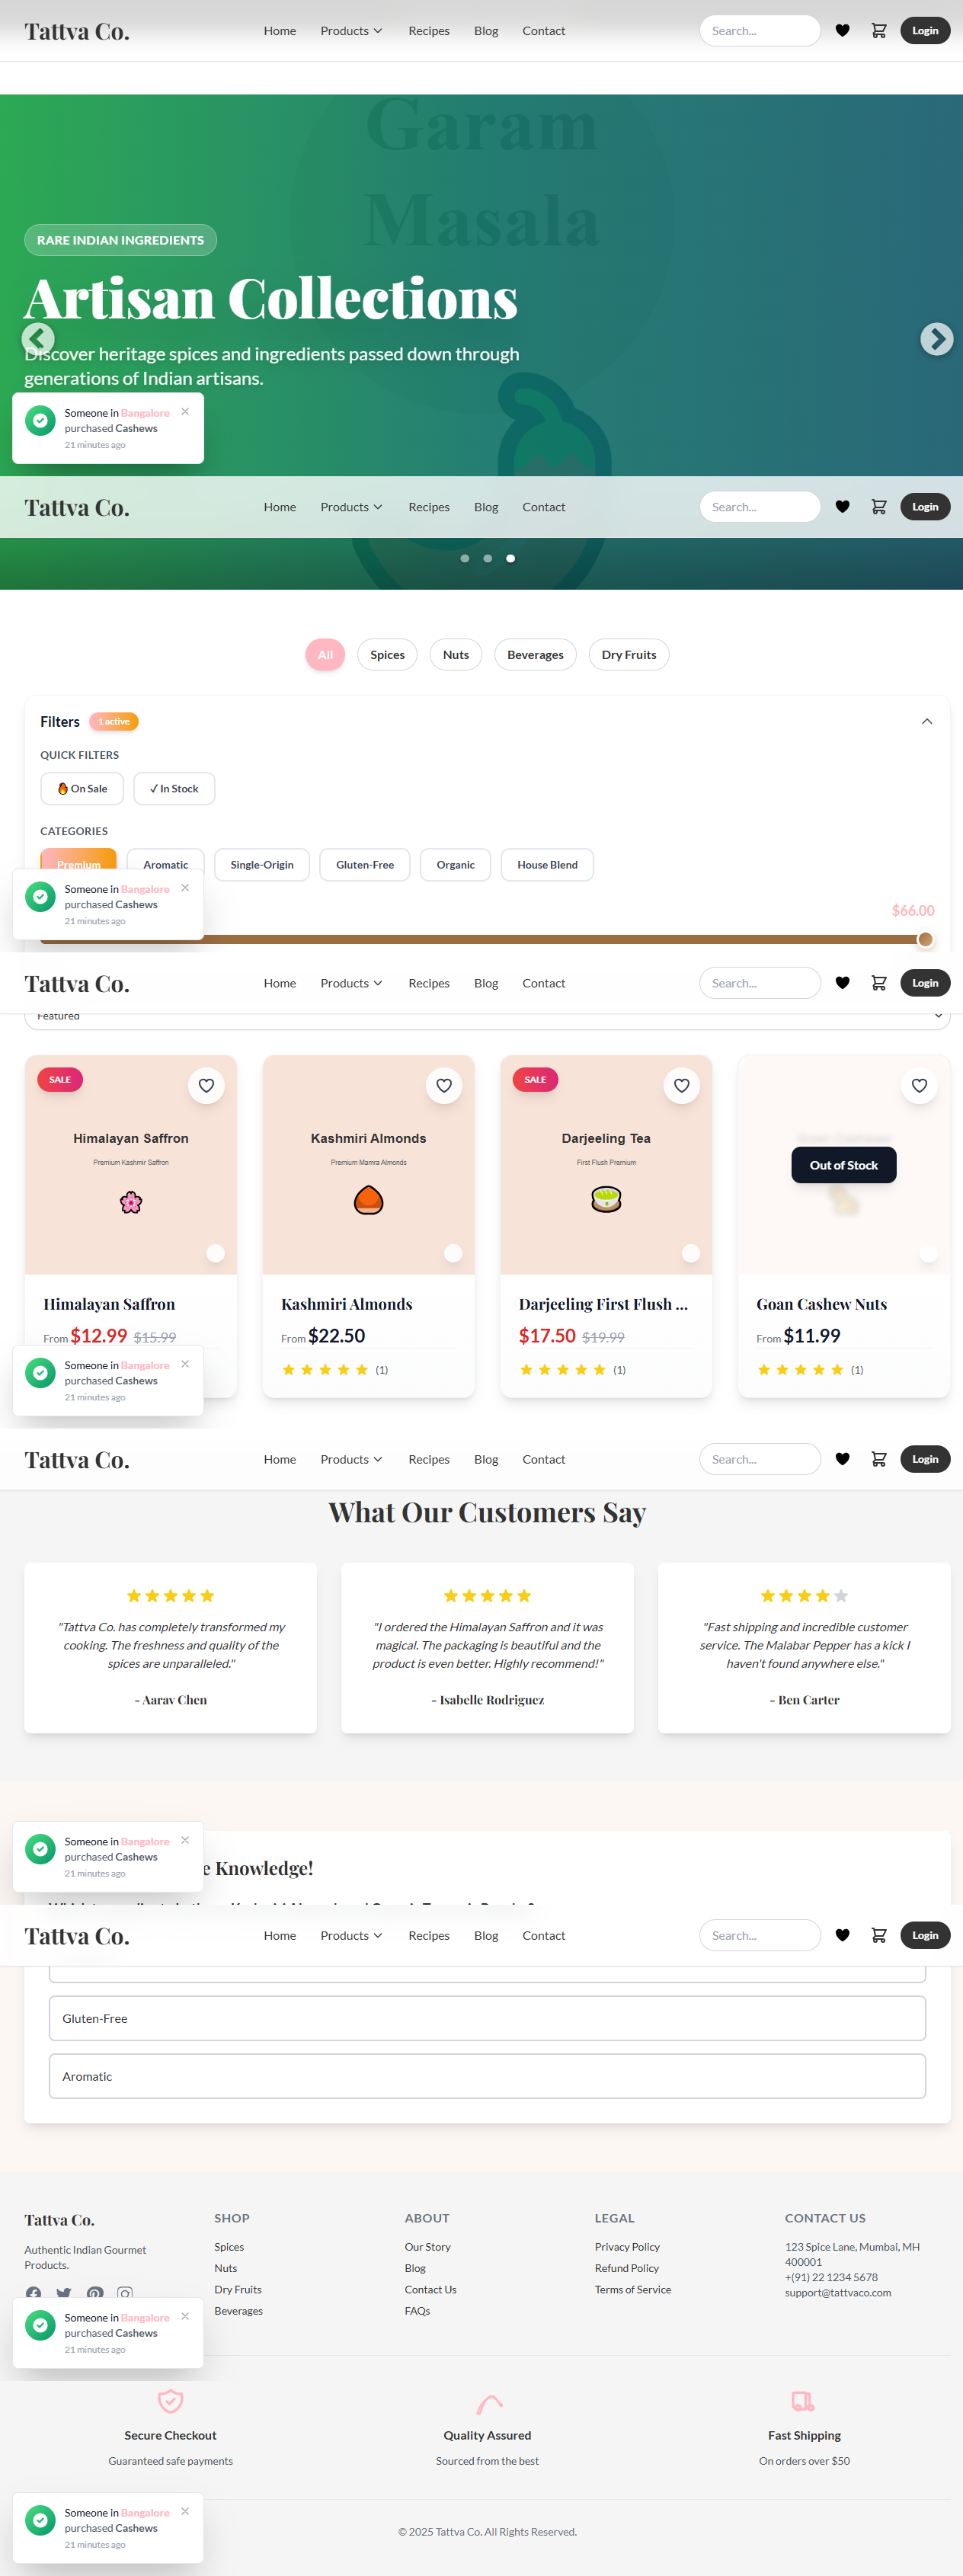 Tattva Co.
Home Products Recipes Blog Contact
Search...
Login
Garam
Masala
RARE INDIAN INGREDIENTS
Artisan Collections
Discover heritage spices and ingredients passed down through
generations of Indian artisans.
Someone in Bangalore
purchased Cashews
21 minutes ago
Tattva Co.
Home Products Recipes Blog Contact
Search...
Login
All Spices Nuts Beverages Dry Fruits
Filters 1 active
QUICK FILTERS
On Sale ✓ In Stock
CATEGORIES
Premium Aromatic Single-Origin Gluten-Free Organic House Blend
Someone in Bangalore
purchased Cashews
21 minutes ago
$66.00
Tattva Co.
Home Products Recipes Blog Contact
Search...
Login
Featured
SALE
Himalayan Saffron
Premium Kashmir Saffron
Himalayan Saffron
From $12.99 $15.99
Kashmiri Almonds
Premium Mamra Almonds
Kashmiri Almonds
From $22.50
(1)
SALE
Darjeeling Tea
First Flush Premium
Darjeeling First Flush ...
From $17.50 $19.99
(1)
Out of Stock
Goan Cashew Nuts
From $11.99
(1)
Someone in Bangalore
purchased Cashews
21 minutes ago
Tattva Co.
Home Products Recipes Blog Contact
Search...
Login
What Our Customers Say
"Tattva Co. has completely transformed my
cooking. The freshness and quality of the
spices are unparalleled."
- Aarav Chen
"I ordered the Himalayan Saffron and it was
magical. The packaging is beautiful and the
product is even better. Highly recommend!"
- Isabelle Rodriguez
"Fast shipping and incredible customer
service. The Malabar Pepper has a kick I
haven't found anywhere else."
- Ben Carter
Someone in Bangalore
purchased Cashews
21 minutes ago
Knowledge!
Tattva Co.
Home Products Recipes Blog Contact
Search...
Login
Gluten-Free
Aromatic
Tattva Co.
Authentic Indian Gourmet
Products.
SHOP
Spices
Nuts
Dry Fruits
Beverages
ABOUT
Our Story
Blog
Contact Us
FAQs
LEGAL
Privacy Policy
Refund Policy
Terms of Service
CONTACT US
123 Spice Lane, Mumbai, MH
400001
+(91) 22 1234 5678
support@tattvaco.com
Someone in Bangalore
purchased Cashews
21 minutes ago
Secure Checkout
Guaranteed safe payments
Quality Assured
Sourced from the best
Fast Shipping
On orders over $50
Someone in Bangalore
purchased Cashews
21 minutes ago
© 2025 Tattva Co. All Rights Reserved.